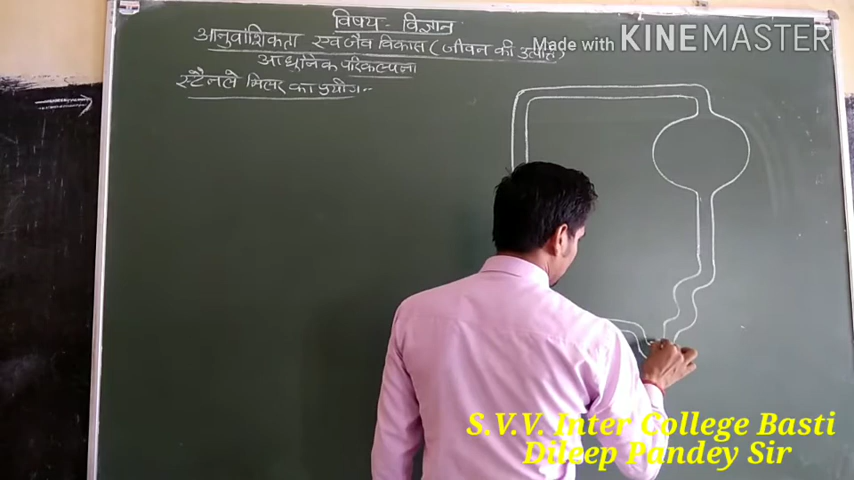 विषय- विज्ञान
आनुवांशिकता एवं जैव विकास (जीवन की उत्पत्ति)
आधुनिक परिकल्पना
स्टैनले मिलर का प्रयोग-
Made with KINEMASTER
S.V.V. Inter College Basti
Dileep Pandey Sir